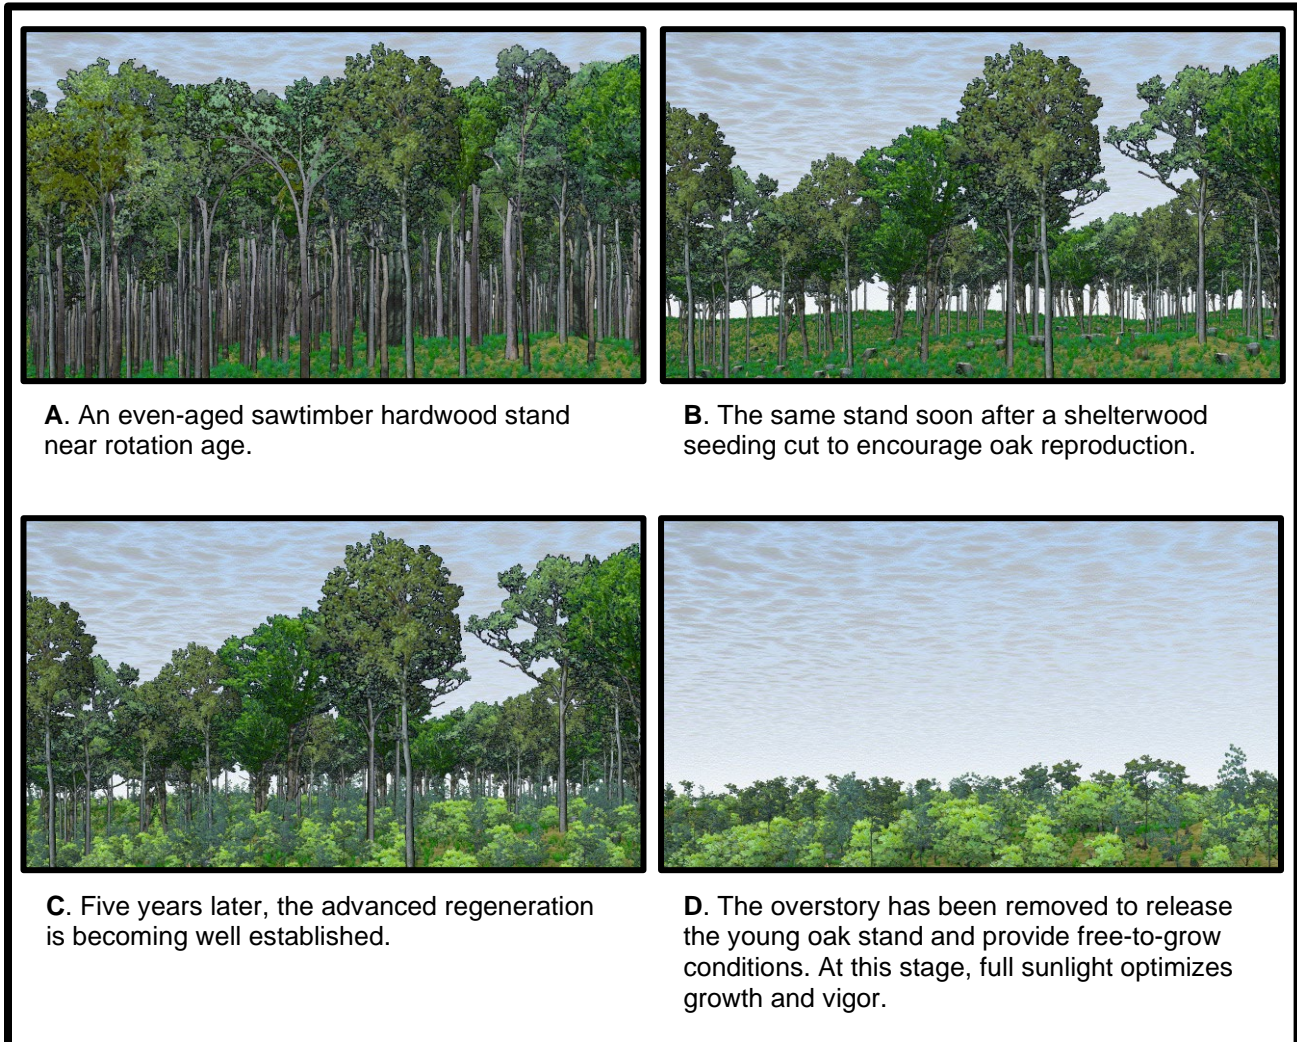 A. An even-aged sawtimber hardwood stand
near rotation age.
B. The same stand soon after a shelterwood
seeding cut to encourage oak reproduction.
C. Five years later, the advanced regeneration
is becoming well established.
D. The overstory has been removed to release
the young oak stand and provide free-to-grow
conditions. At this stage, full sunlight optimizes
growth and vigor.